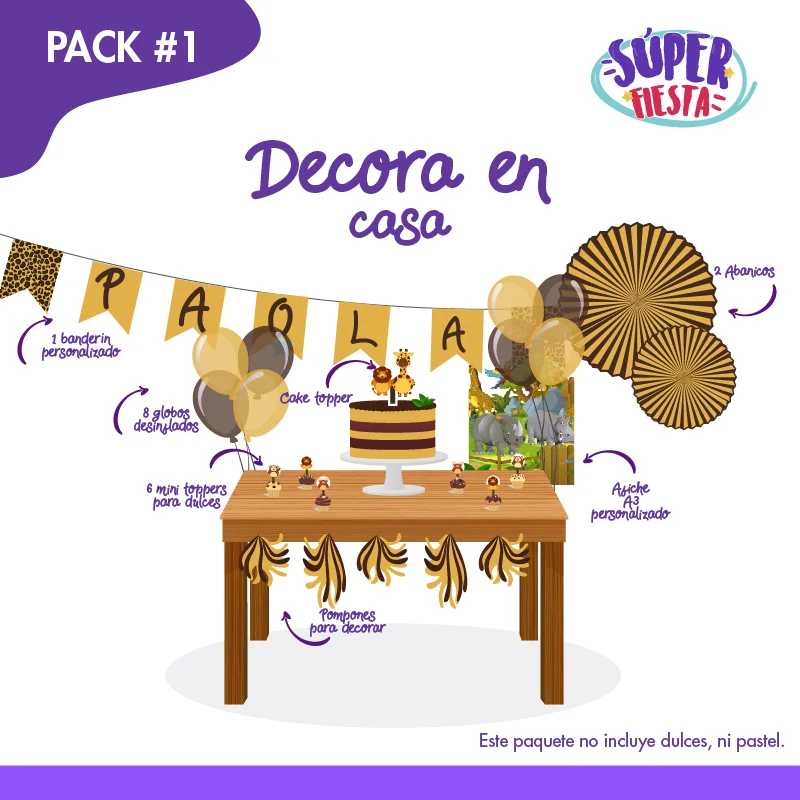 PACK #1
SÚPER
FIESTA
Decora en
casa
2 Abanicos
P A O L A
1 banderín
personalizado
Cake topper
8 globos
desinflados
6 mini toppers
para dulces
Afiche
A3
personalizado
Pompones
para decorar
Este paquete no incluye dulces, ni pastel.